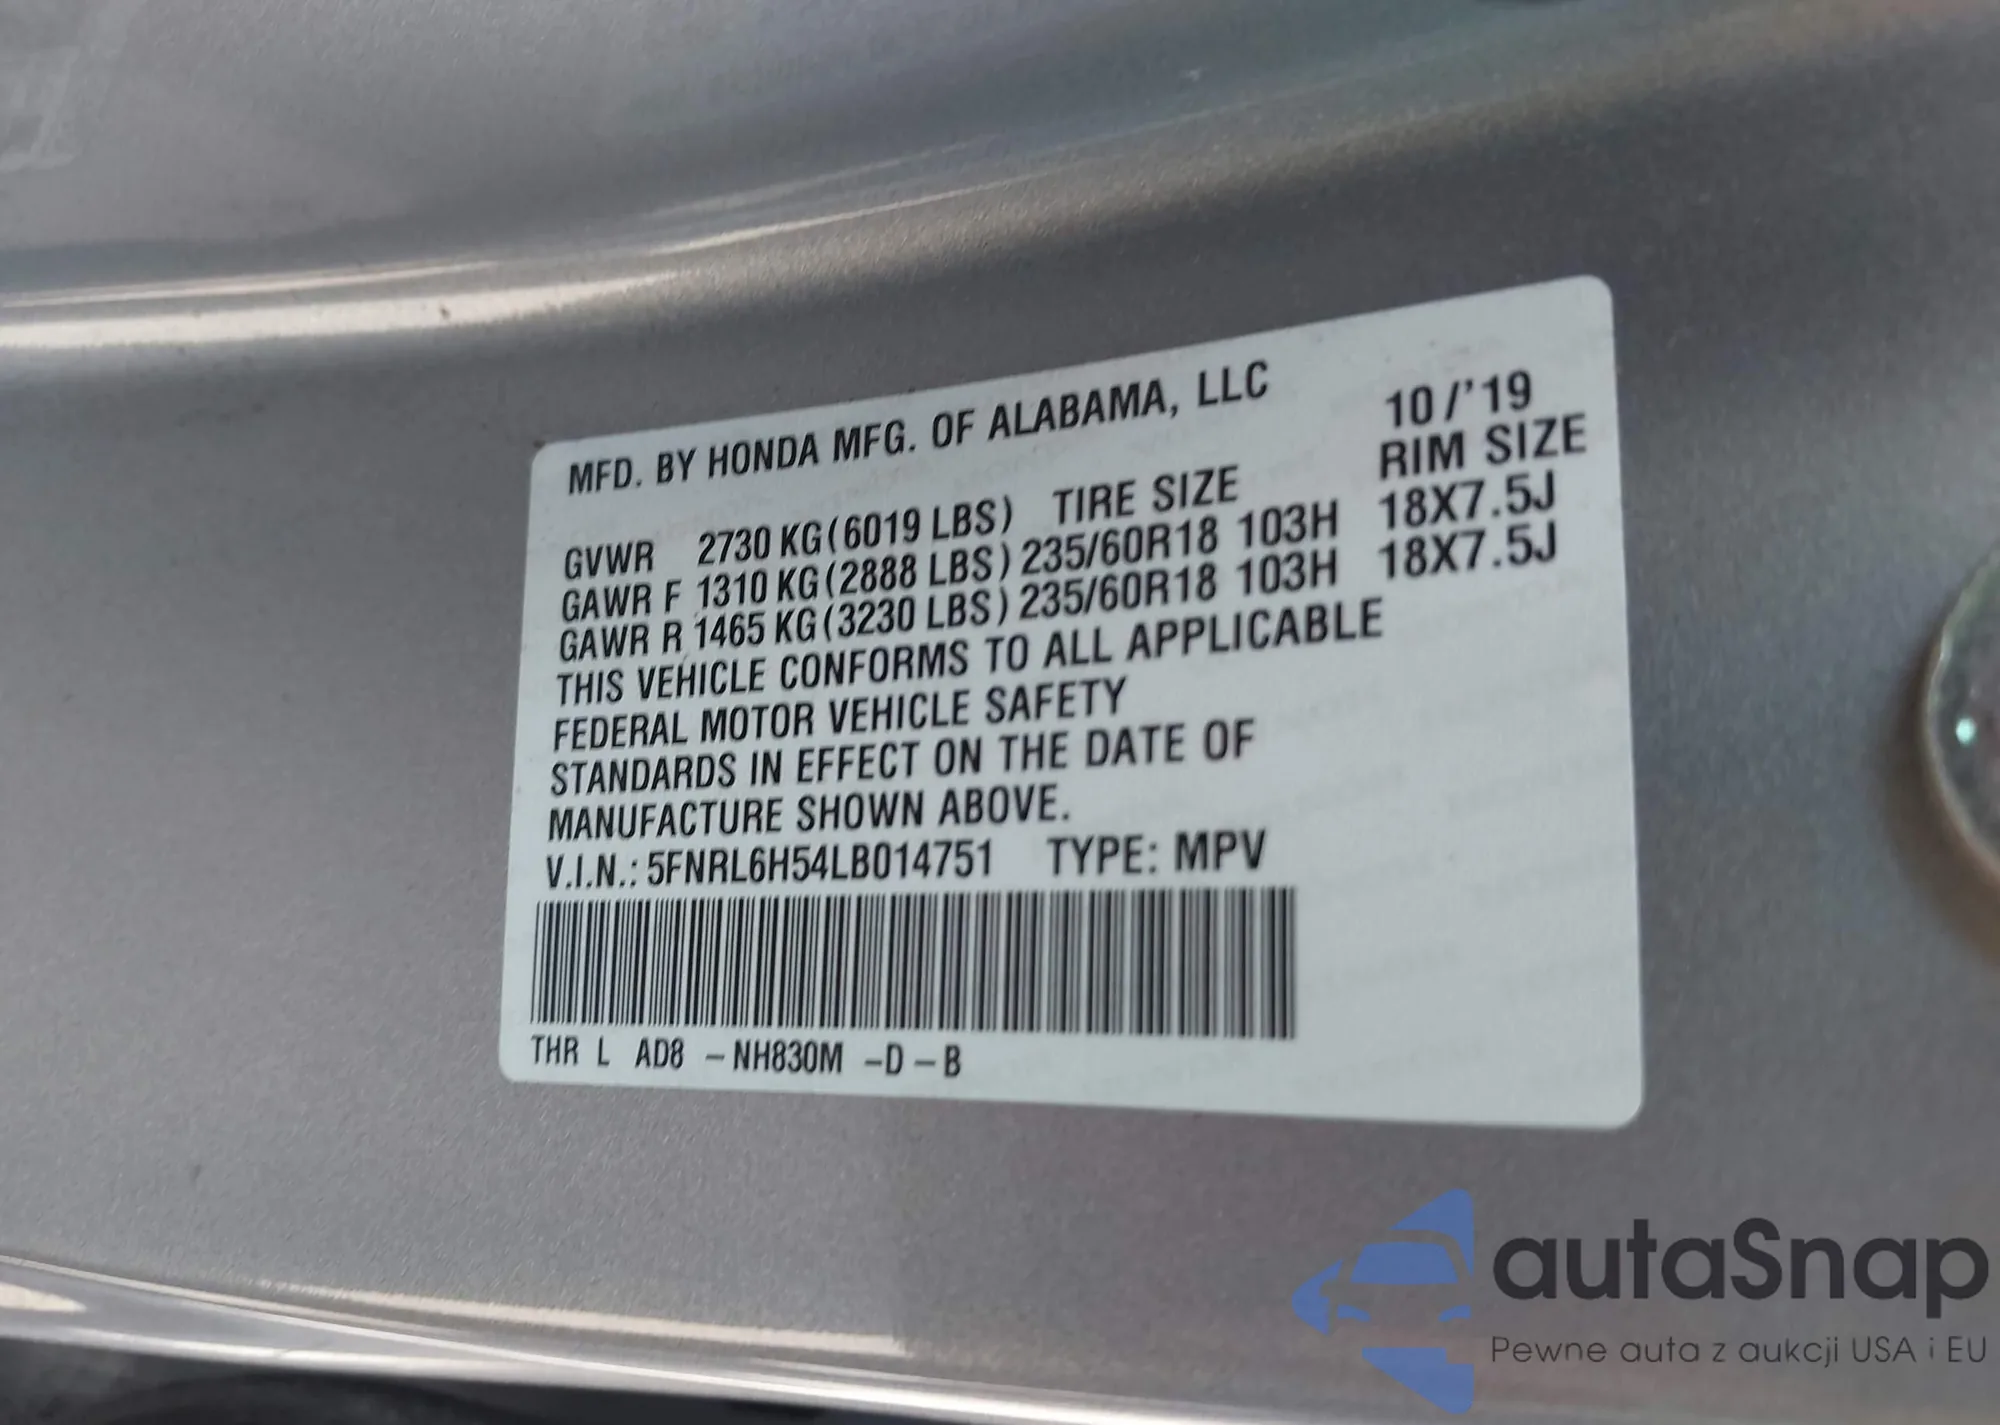 MFD. BY HONDA MFG. OF ALABAMA, LLC 10/'19
GVWR 2730 KG(6019 LBS) TIRE SIZE RIM SIZE
GAWR F 1310 KG(2888 LBS) 235/60R18 103H 18X7.5J
GAWR R 1465 KG(3230 LBS) 235/60R18 103H 18X7.5J
THIS VEHICLE CONFORMS TO ALL APPLICABLE
FEDERAL MOTOR VEHICLE SAFETY
STANDARDS IN EFFECT ON THE DATE OF
MANUFACTURE SHOWN ABOVE.
V.I.N.: 5FNRL6H54LB014751 TYPE: MPV
THR L AD8 -NH830M -D-B
autaSnap
Pewne auta z aukcji USA i EU